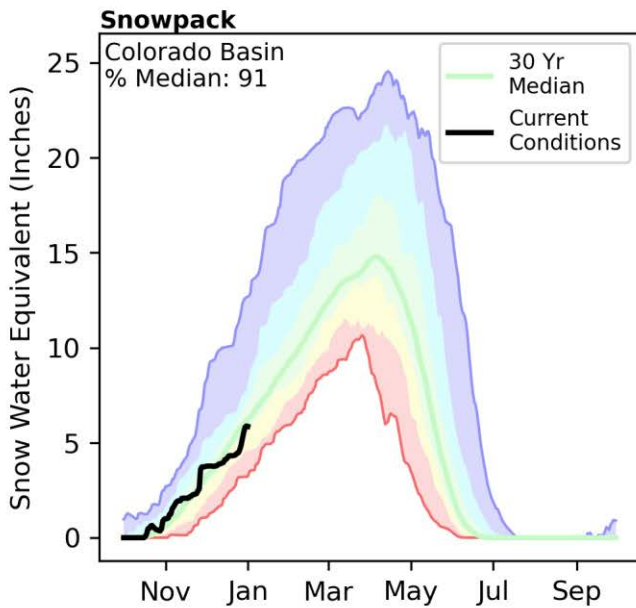 Snowpack
Colorado Basin
% Median: 91
30 Yr
Median
Current
Conditions
Snow Water Equivalent (Inches)
25
20
15
10
5
0
Nov Jan Mar May Jul Sep